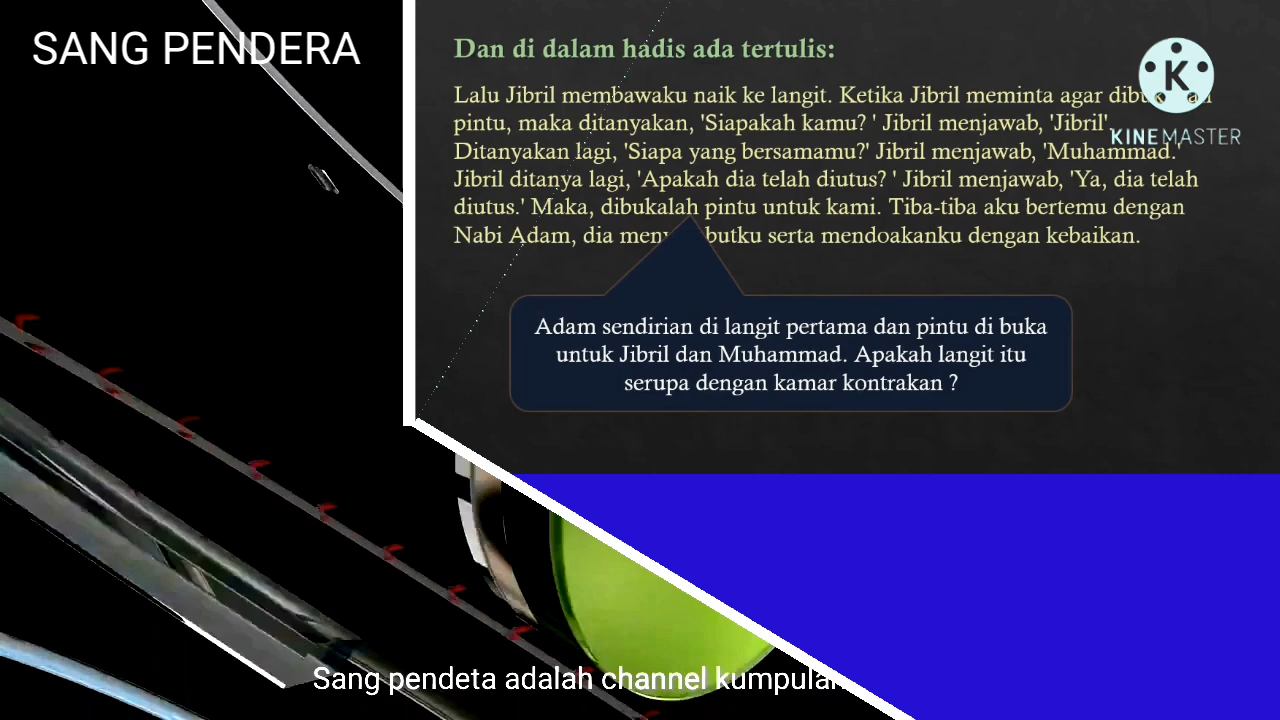 SANG PENDERA
Dan di dalam hadis ada tertulis:
Lalu Jibril membawaku naik ke langit. Ketika Jibril meminta agar
pintu, maka ditanyakan, 'Siapakah kamu? ' Jibril menjawab, 'Jibril'
Ditanyakan lagi, 'Siapa yang bersamamu?' Jibril menjawab, 'Muhammad.'
Jibril ditanya lagi, 'Apakah dia telah diutus? ' Jibril menjawab, 'Ya, dia telah
diutus.' Maka, dibukalah pintu untuk kami. Tiba-tiba aku bertemu dengan
Nabi Adam, dia serta mendoakanku dengan kebaikan.
K
KINEMASTER
Adam sendirian di langit pertama dan pintu di buka
untuk Jibril dan Muhammad. Apakah langit itu
serupa dengan kamar kontrakan ?
Sang pendeta adalah channel kumpulan